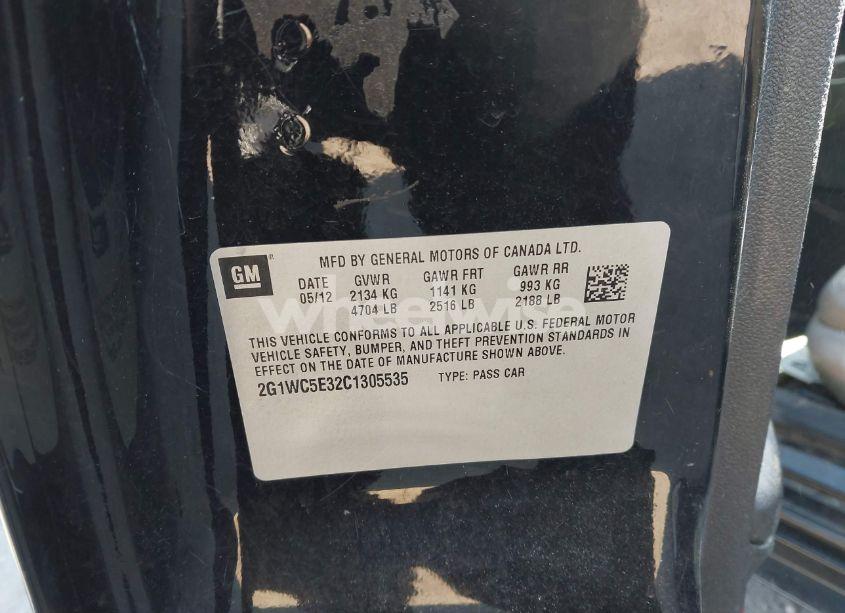 MFD BY GENERAL MOTORS OF CANADA LTD.
GM
DATE GVWR GAWR FRT GAWR RR
05/12 2134 KG 1141 KG 993 KG
4704 LB 2516 LB 2188 LB
wheelwise
THIS VEHICLE CONFORMS TO ALL APPLICABLE U.S. FEDERAL MOTOR
VEHICLE SAFETY, BUMPER, AND THEFT PREVENTION STANDARDS IN
EFFECT ON THE DATE OF MANUFACTURE SHOWN ABOVE.
2G1WC5E32C1305535 TYPE: PASS CAR